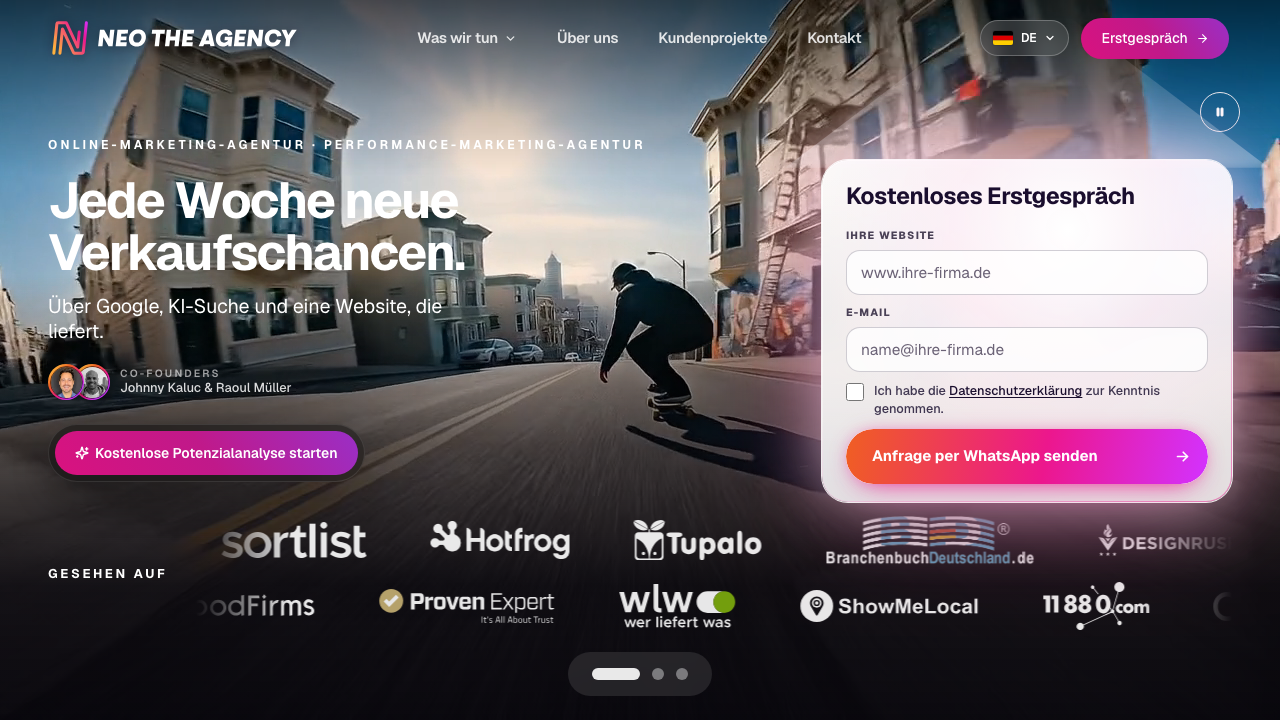 NEO THE AGENCY
Was wir tun
Über uns
Kundenprojekte
Kontakt
DE
Erstgespräch
ONLINE-MARKETING-AGENTUR · PERFORMANCE-MARKETING-AGENTUR
Jede Woche neue
Verkaufschancen.
Über Google, KI-Suche und eine Website, die
liefert.
CO-FOUNDERS
Johnny Kaluc & Raoul Müller
Kostenlose Potenzialanalyse starten
Kostenloses Erstgespräch
IHRE WEBSITE
www.ihre-firma.de
E-MAIL
name@ihre-firma.de
Ich habe die Datenschutzerklärung zur Kenntnis
genommen.
Anfrage per WhatsApp senden
GESEHEN AUF
sortlist
Hotfrog
Tupalo
BranchenbuchDeutschland.de
DESIGNRUS
oodFirms
Proven Expert
It's All About Trust
wlw
wer liefert was
ShowMeLocal
11880.com